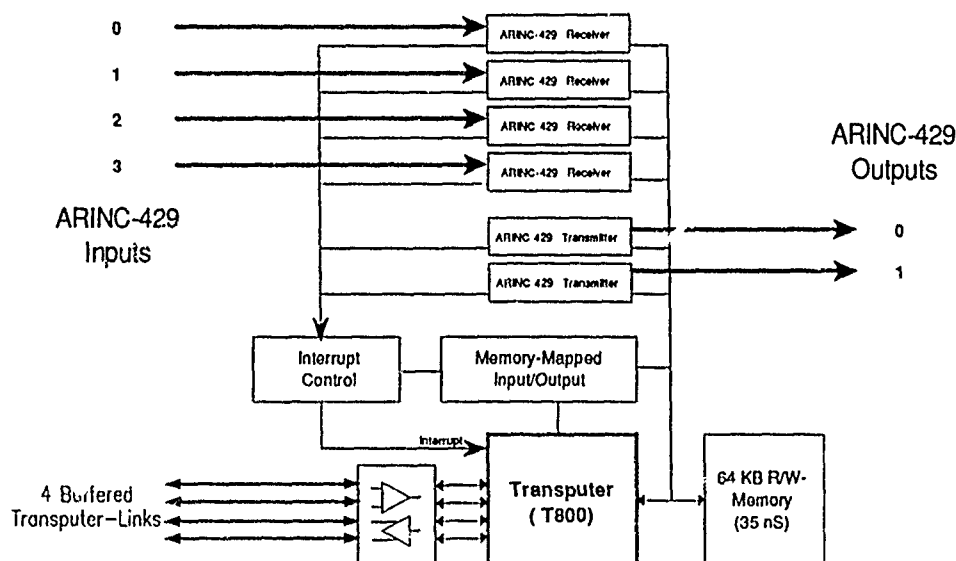 0
ARINC-429 Receiver
1
ARINC 429 Receiver
2
ARINC 429 Receiver
3
ARINC-429 Receiver
ARINC-429
Inputs
ARINC-429
Outputs
ARINC 429 Transmitter
0
ARINC 429 Transmitter
1
Interrupt
Control
Memory-Mapped
Input/Output
Interrupt
4 Buffered
Transputer-Links
Transputer
( T800)
64 KB R/W-
Memory
(35 nS)